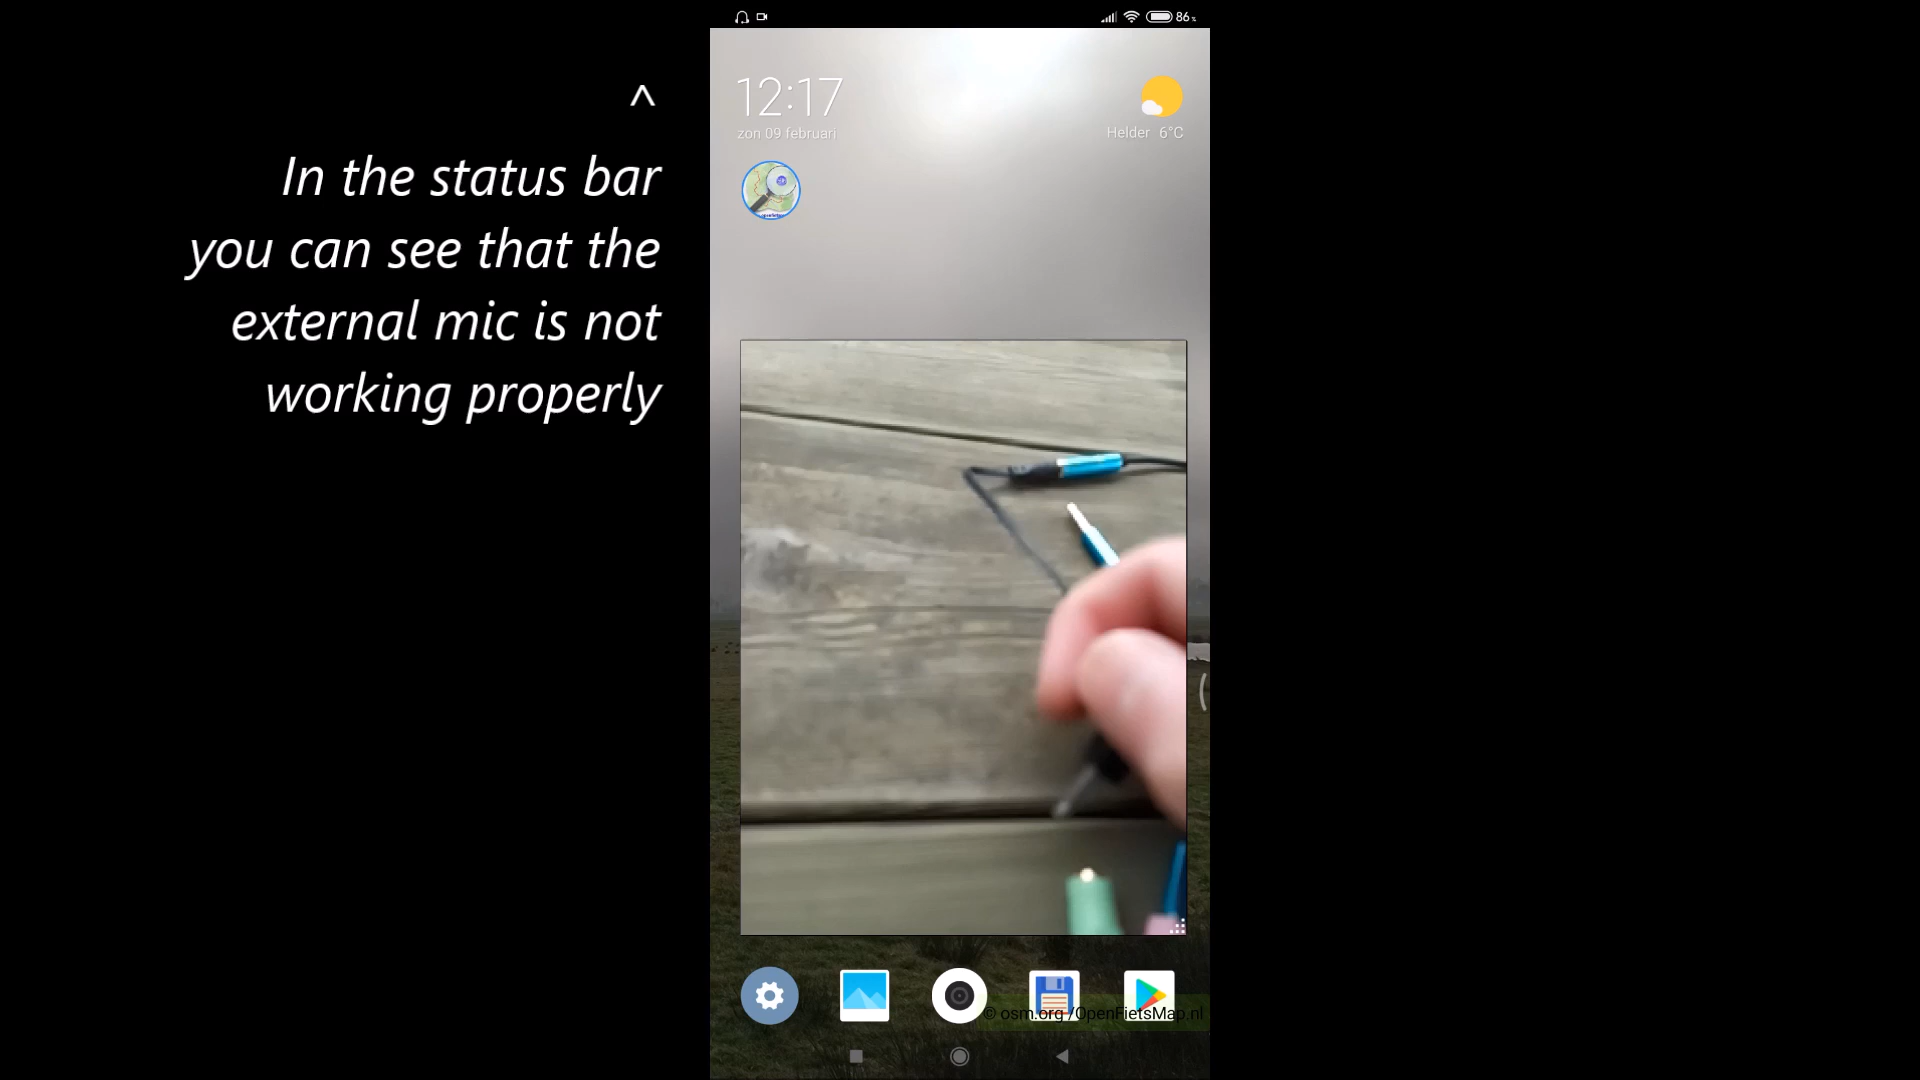 86%
^
In the status bar
you can see that the
external mic is not
working properly
12:17
zon 09 februari
Helder 6°C
© osm.org /OpenFietsMap.nl